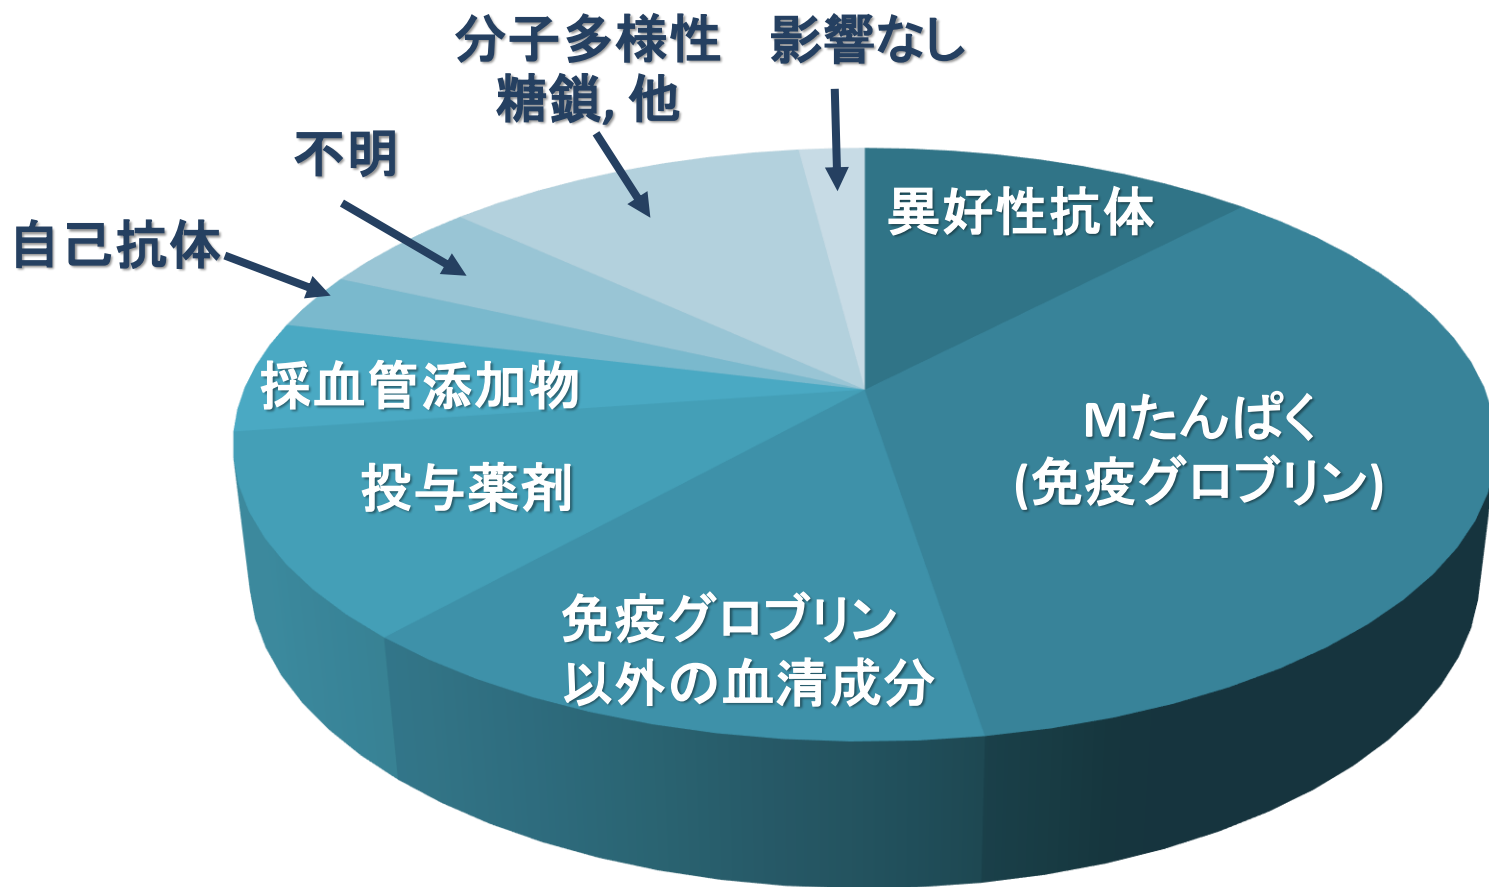 分子多様性
糖鎖, 他
影響なし
不明
自己抗体
異好性抗体
Mたんぱく
(免疫グロブリン)
採血管添加物
投与薬剤
免疫グロブリン
以外の血清成分